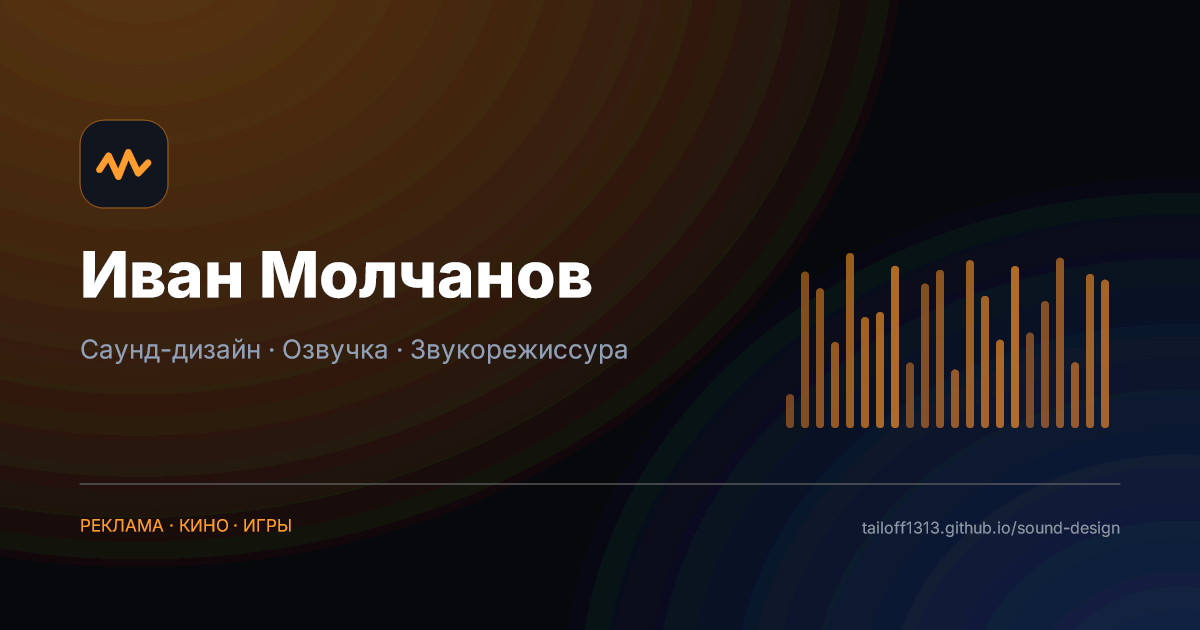 Иван Молчанов
Саунд-дизайн · Озвучка · Звукорежиссура
РЕКЛАМА · КИНО · ИГРЫ
tailoff1313.github.io/sound-design